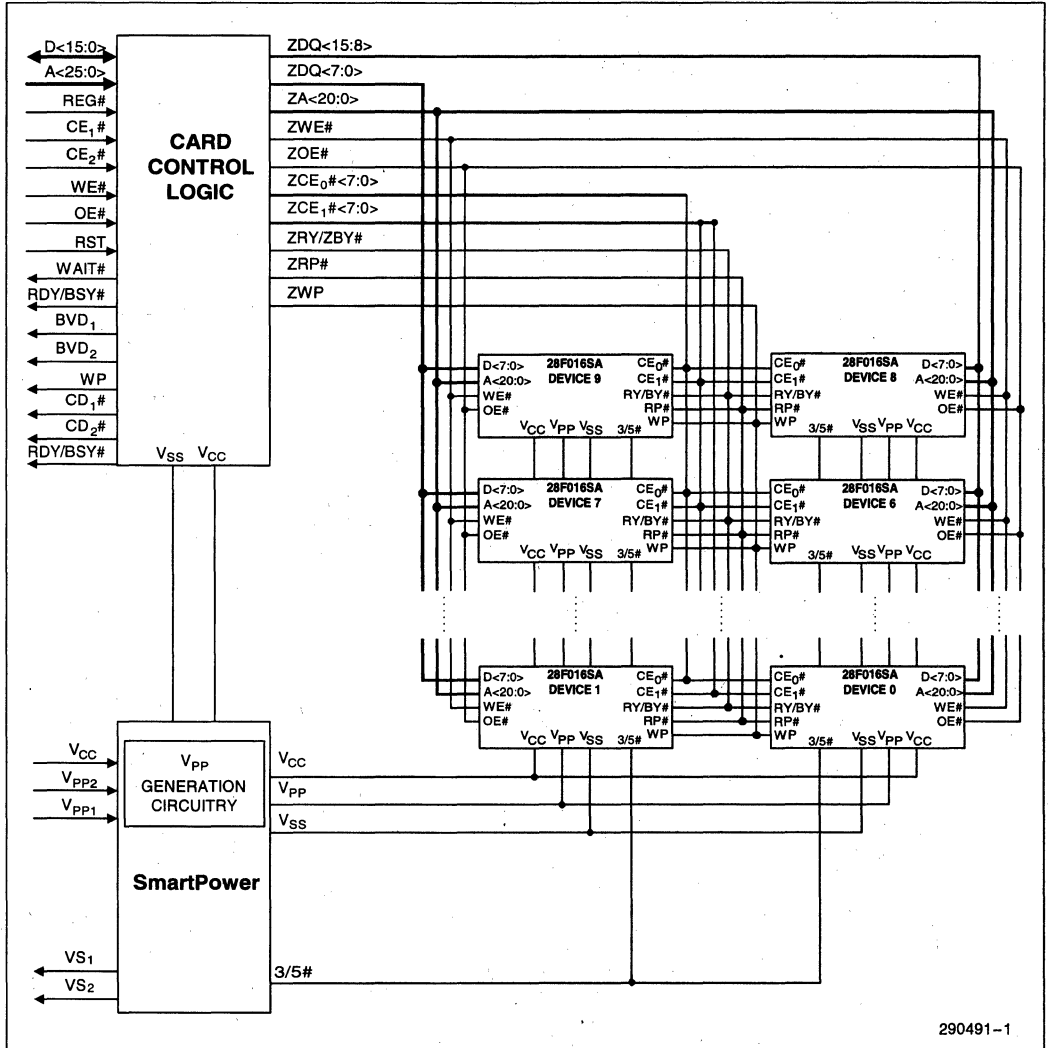 D<15:0>
A<25:0>
REG#
CE1#
CE2#
WE#
OE#
RST
WAIT#
RDY/BSY#
BVD1
BVD2
WP
CD1#
CD2#
RDY/BSY#
CARD
CONTROL
LOGIC
VSS VCC
ZDQ<15:8>
ZDQ<7:0>
ZA<20:0>
ZWE#
ZOE#
ZCE0#<7:0>
ZCE1#<7:0>
ZRY/ZBY#
ZRP#
ZWP
D<7:0> 28F016SA CE0#
A<20:0> DEVICE 9 CE1#
WE# RY/BY#
OE# RP#
WP
VCC VPP VSS 3/5#
CE0# 28F016SA D<7:0>
CE1# DEVICE 8 A<20:0>
RY/BY# WE#
RP# OE#
WP
3/5# VSS VPP VCC
D<7:0> 28F016SA CE0#
A<20:0> DEVICE 7 CE1#
WE# RY/BY#
OE# RP#
WP
VCC VPP VSS 3/5#
CE0# 28F016SA D<7:0>
CE1# DEVICE 6 A<20:0>
RY/BY# WE#
RP# OE#
WP
3/5# VSS VPP VCC
D<7:0> 28F016SA CE0#
A<20:0> DEVICE 1 CE1#
WE# RY/BY#
OE# RP#
WP
VCC VPP VSS 3/5#
CE0# 28F016SA D<7:0>
CE1# DEVICE 0 A<20:0>
RY/BY# WE#
RP# OE#
WP
3/5# VSS VPP VCC
VCC
VPP2
VPP1
VPP
GENERATION
CIRCUITRY
VCC
VPP
VSS
SmartPower
VS1
VS2
3/5#
290491-1